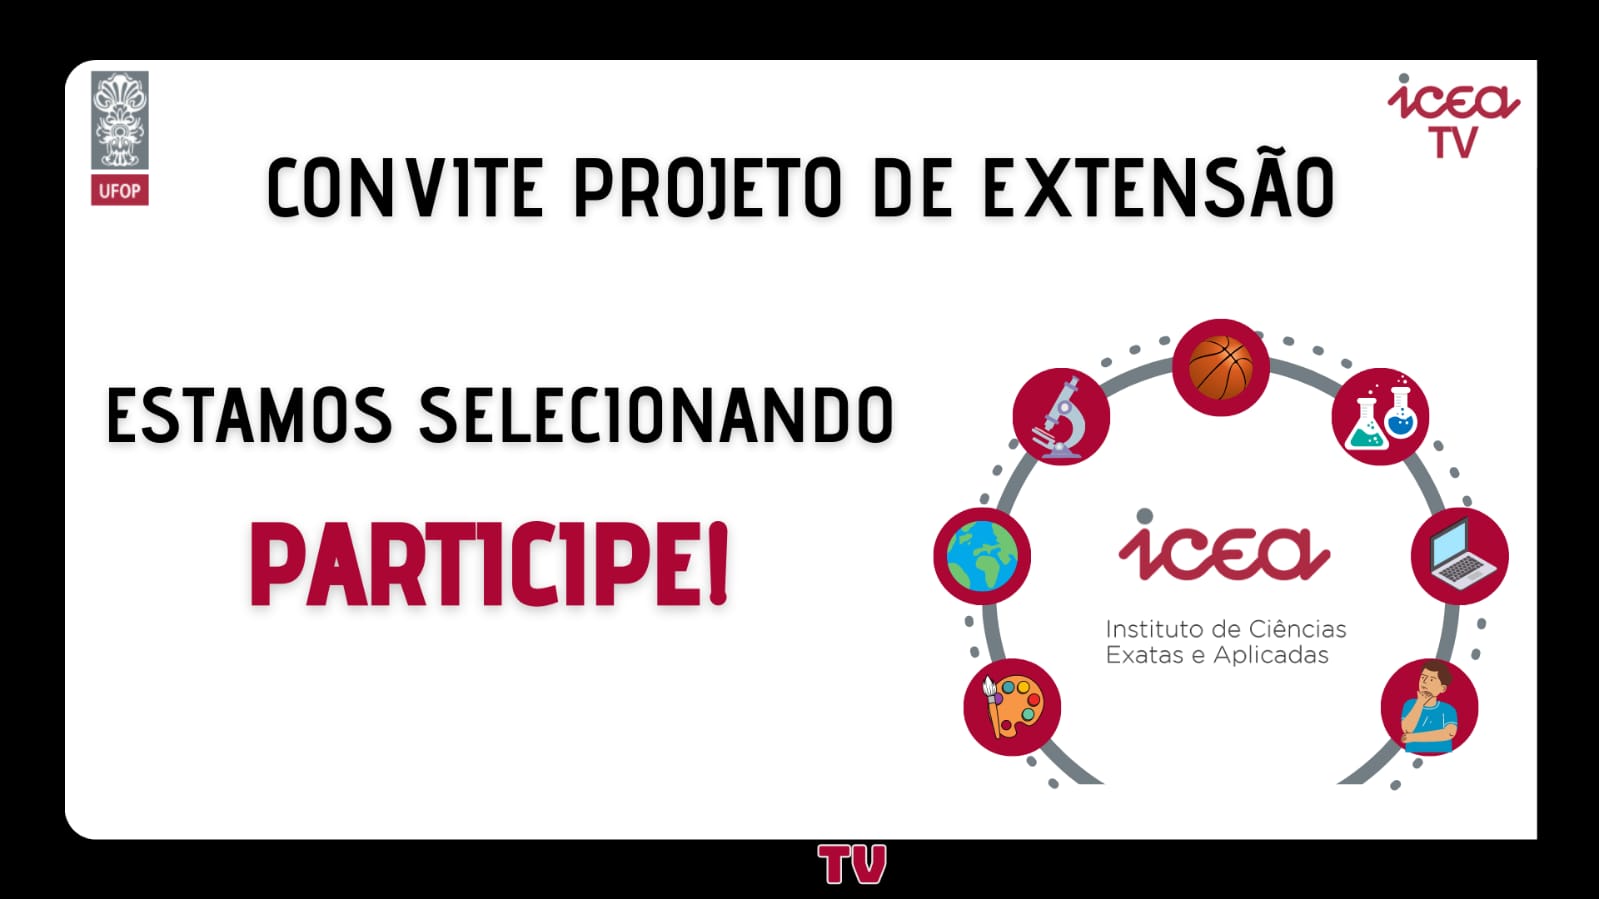 UFOP
icea
TV
CONVITE PROJETO DE EXTENSÃO
ESTAMOS SELECIONANDO
PARTICIPE!
icea
Instituto de Ciências
Exatas e Aplicadas
TV